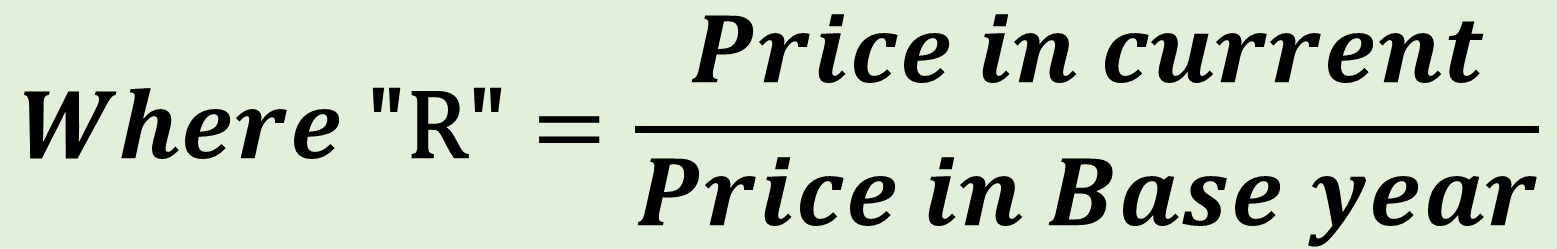 Where "R" = Price in current
Price in Base year